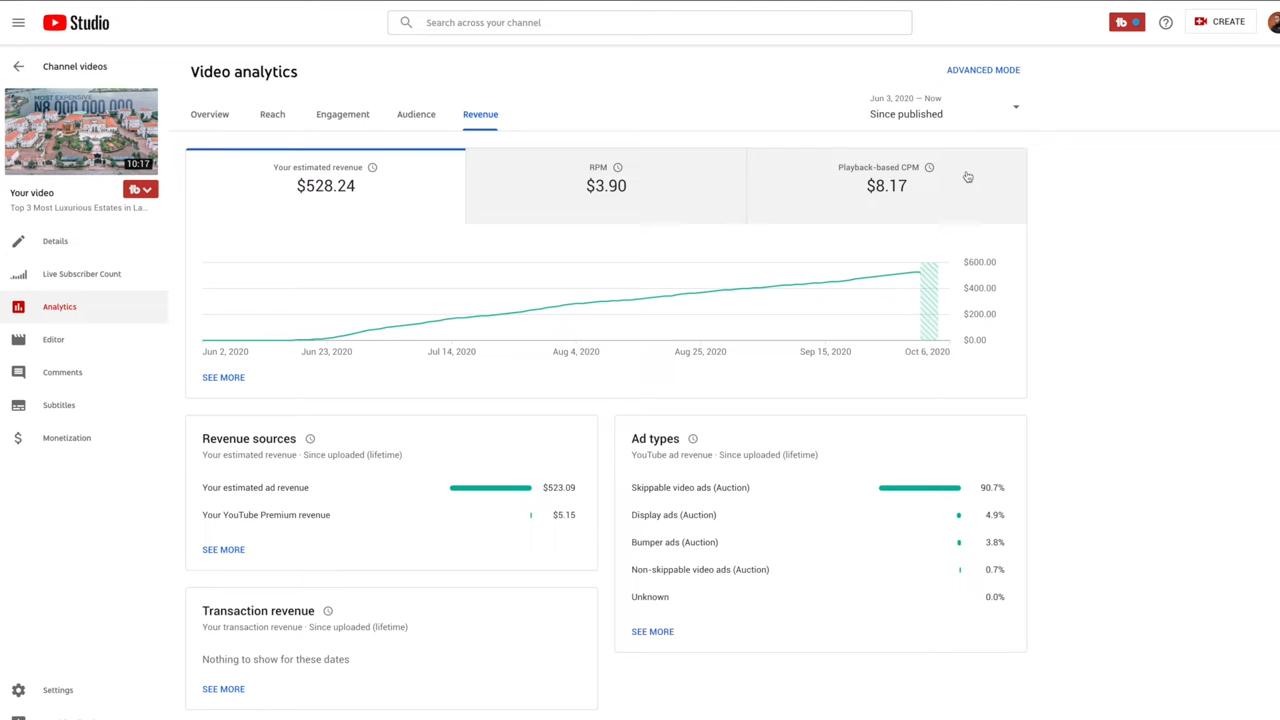 Studio
Search across your channel
CREATE
Channel videos
MOST EXPENSIVE
₦8,000,000,000
10:17
Your video
Top 3 Most Luxurious Estates in La...
Details
Live Subscriber Count
Analytics
Editor
Comments
Subtitles
Monetization
Settings
Video analytics
ADVANCED MODE
Overview
Reach
Engagement
Audience
Revenue
Jun 3, 2020 — Now
Since published
Your estimated revenue
$528.24
RPM
$3.90
Playback-based CPM
$8.17
$600.00
$400.00
$200.00
$0.00
Jun 2, 2020
Jun 23, 2020
Jul 14, 2020
Aug 4, 2020
Aug 25, 2020
Sep 15, 2020
Oct 6, 2020
SEE MORE
Revenue sources
Your estimated revenue · Since uploaded (lifetime)
Your estimated ad revenue $523.09
Your YouTube Premium revenue $5.15
SEE MORE
Ad types
YouTube ad revenue · Since uploaded (lifetime)
Skippable video ads (Auction) 90.7%
Display ads (Auction) 4.9%
Bumper ads (Auction) 3.8%
Non-skippable video ads (Auction) 0.7%
Unknown 0.0%
SEE MORE
Transaction revenue
Your transaction revenue · Since uploaded (lifetime)
Nothing to show for these dates
SEE MORE